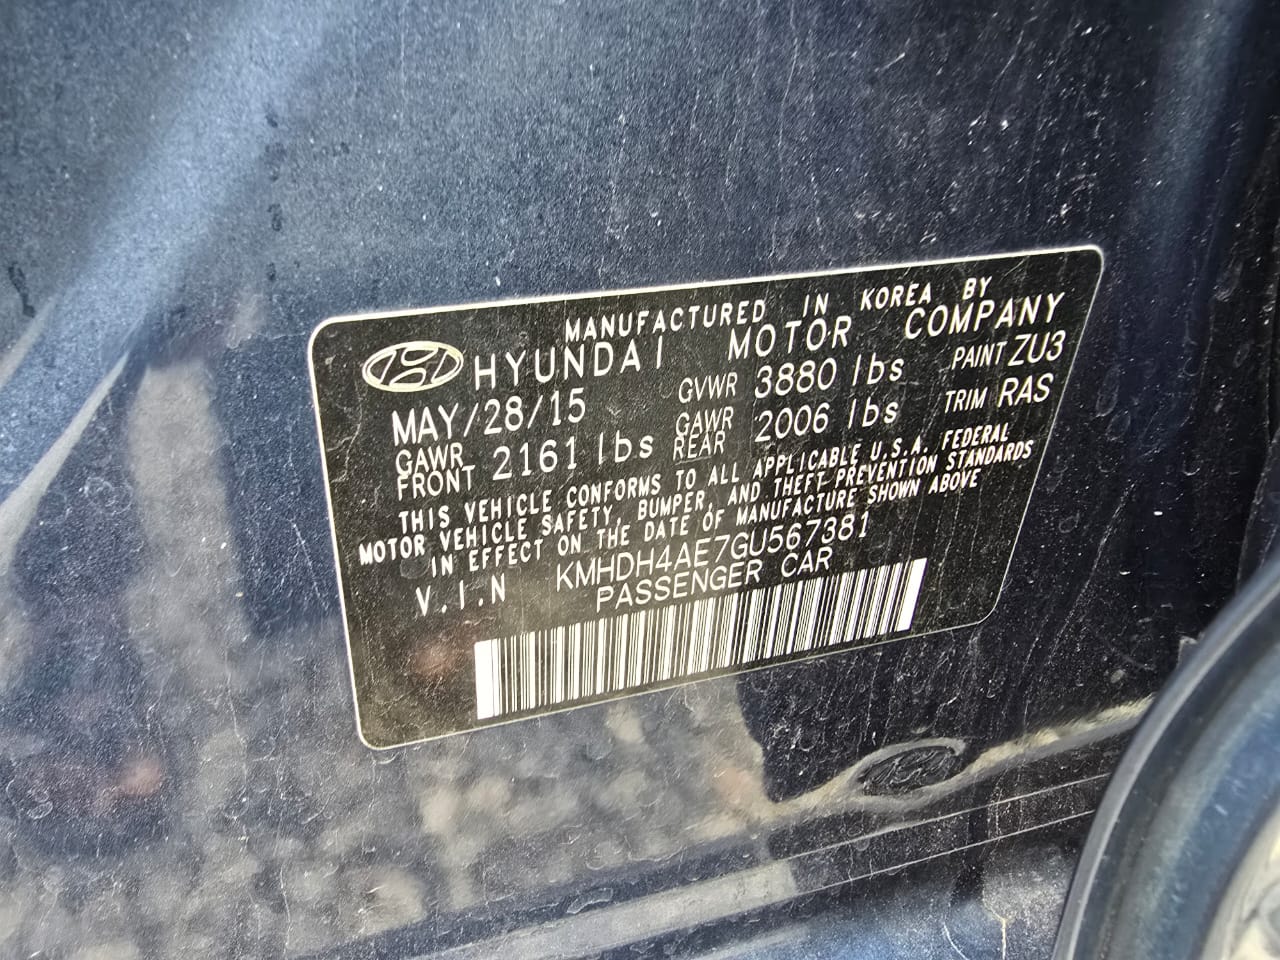 MANUFACTURED IN KOREA BY
HYUNDAI MOTOR COMPANY
MAY/28/15 GVWR 3880 lbs PAINT ZU3
GAWR FRONT 2161 lbs GAWR REAR 2006 lbs TRIM RAS
THIS VEHICLE CONFORMS TO ALL APPLICABLE U.S.A. FEDERAL
MOTOR VEHICLE SAFETY, BUMPER, AND THEFT PREVENTION STANDARDS
IN EFFECT ON THE DATE OF MANUFACTURE SHOWN ABOVE
V.I.N KMHDH4AE7GU567381
PASSENGER CAR